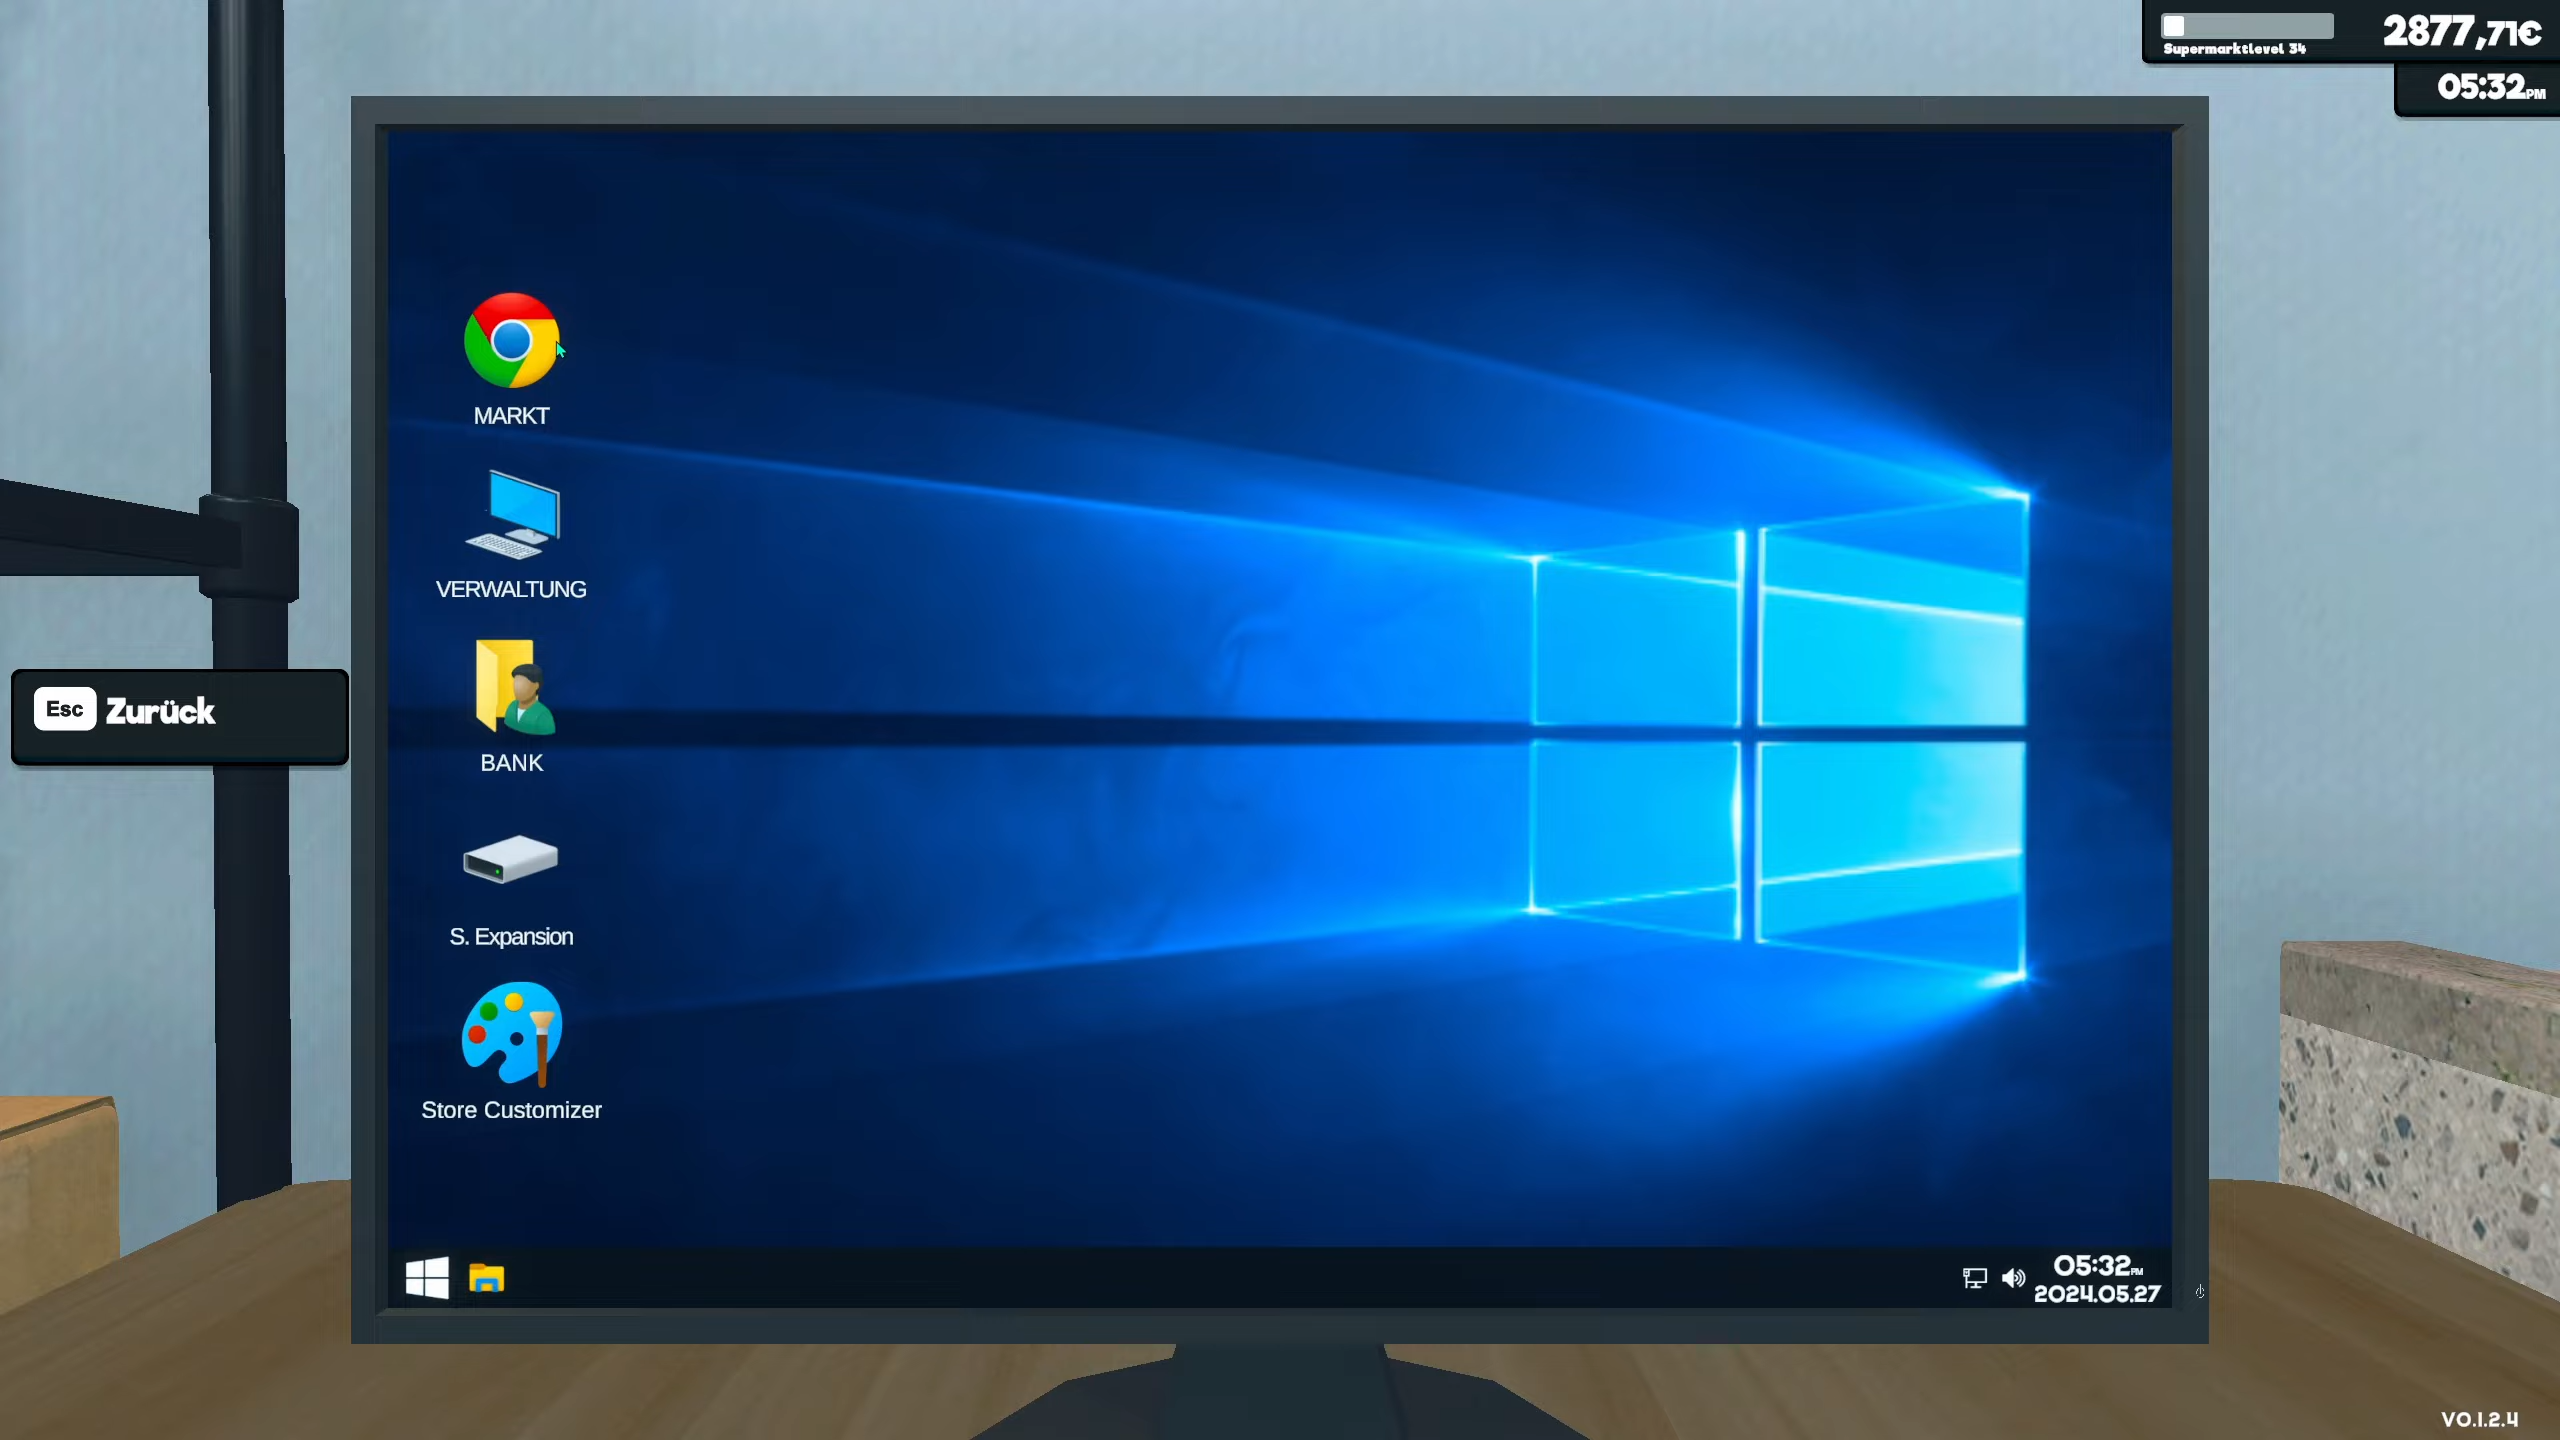 Supermarktlevel 34
2877,71€
05:32PM
MARKT
VERWALTUNG
Esc Zurück
BANK
S. Expansion
Store Customizer
05:32PM
2024.05.27
V0.1.2.4